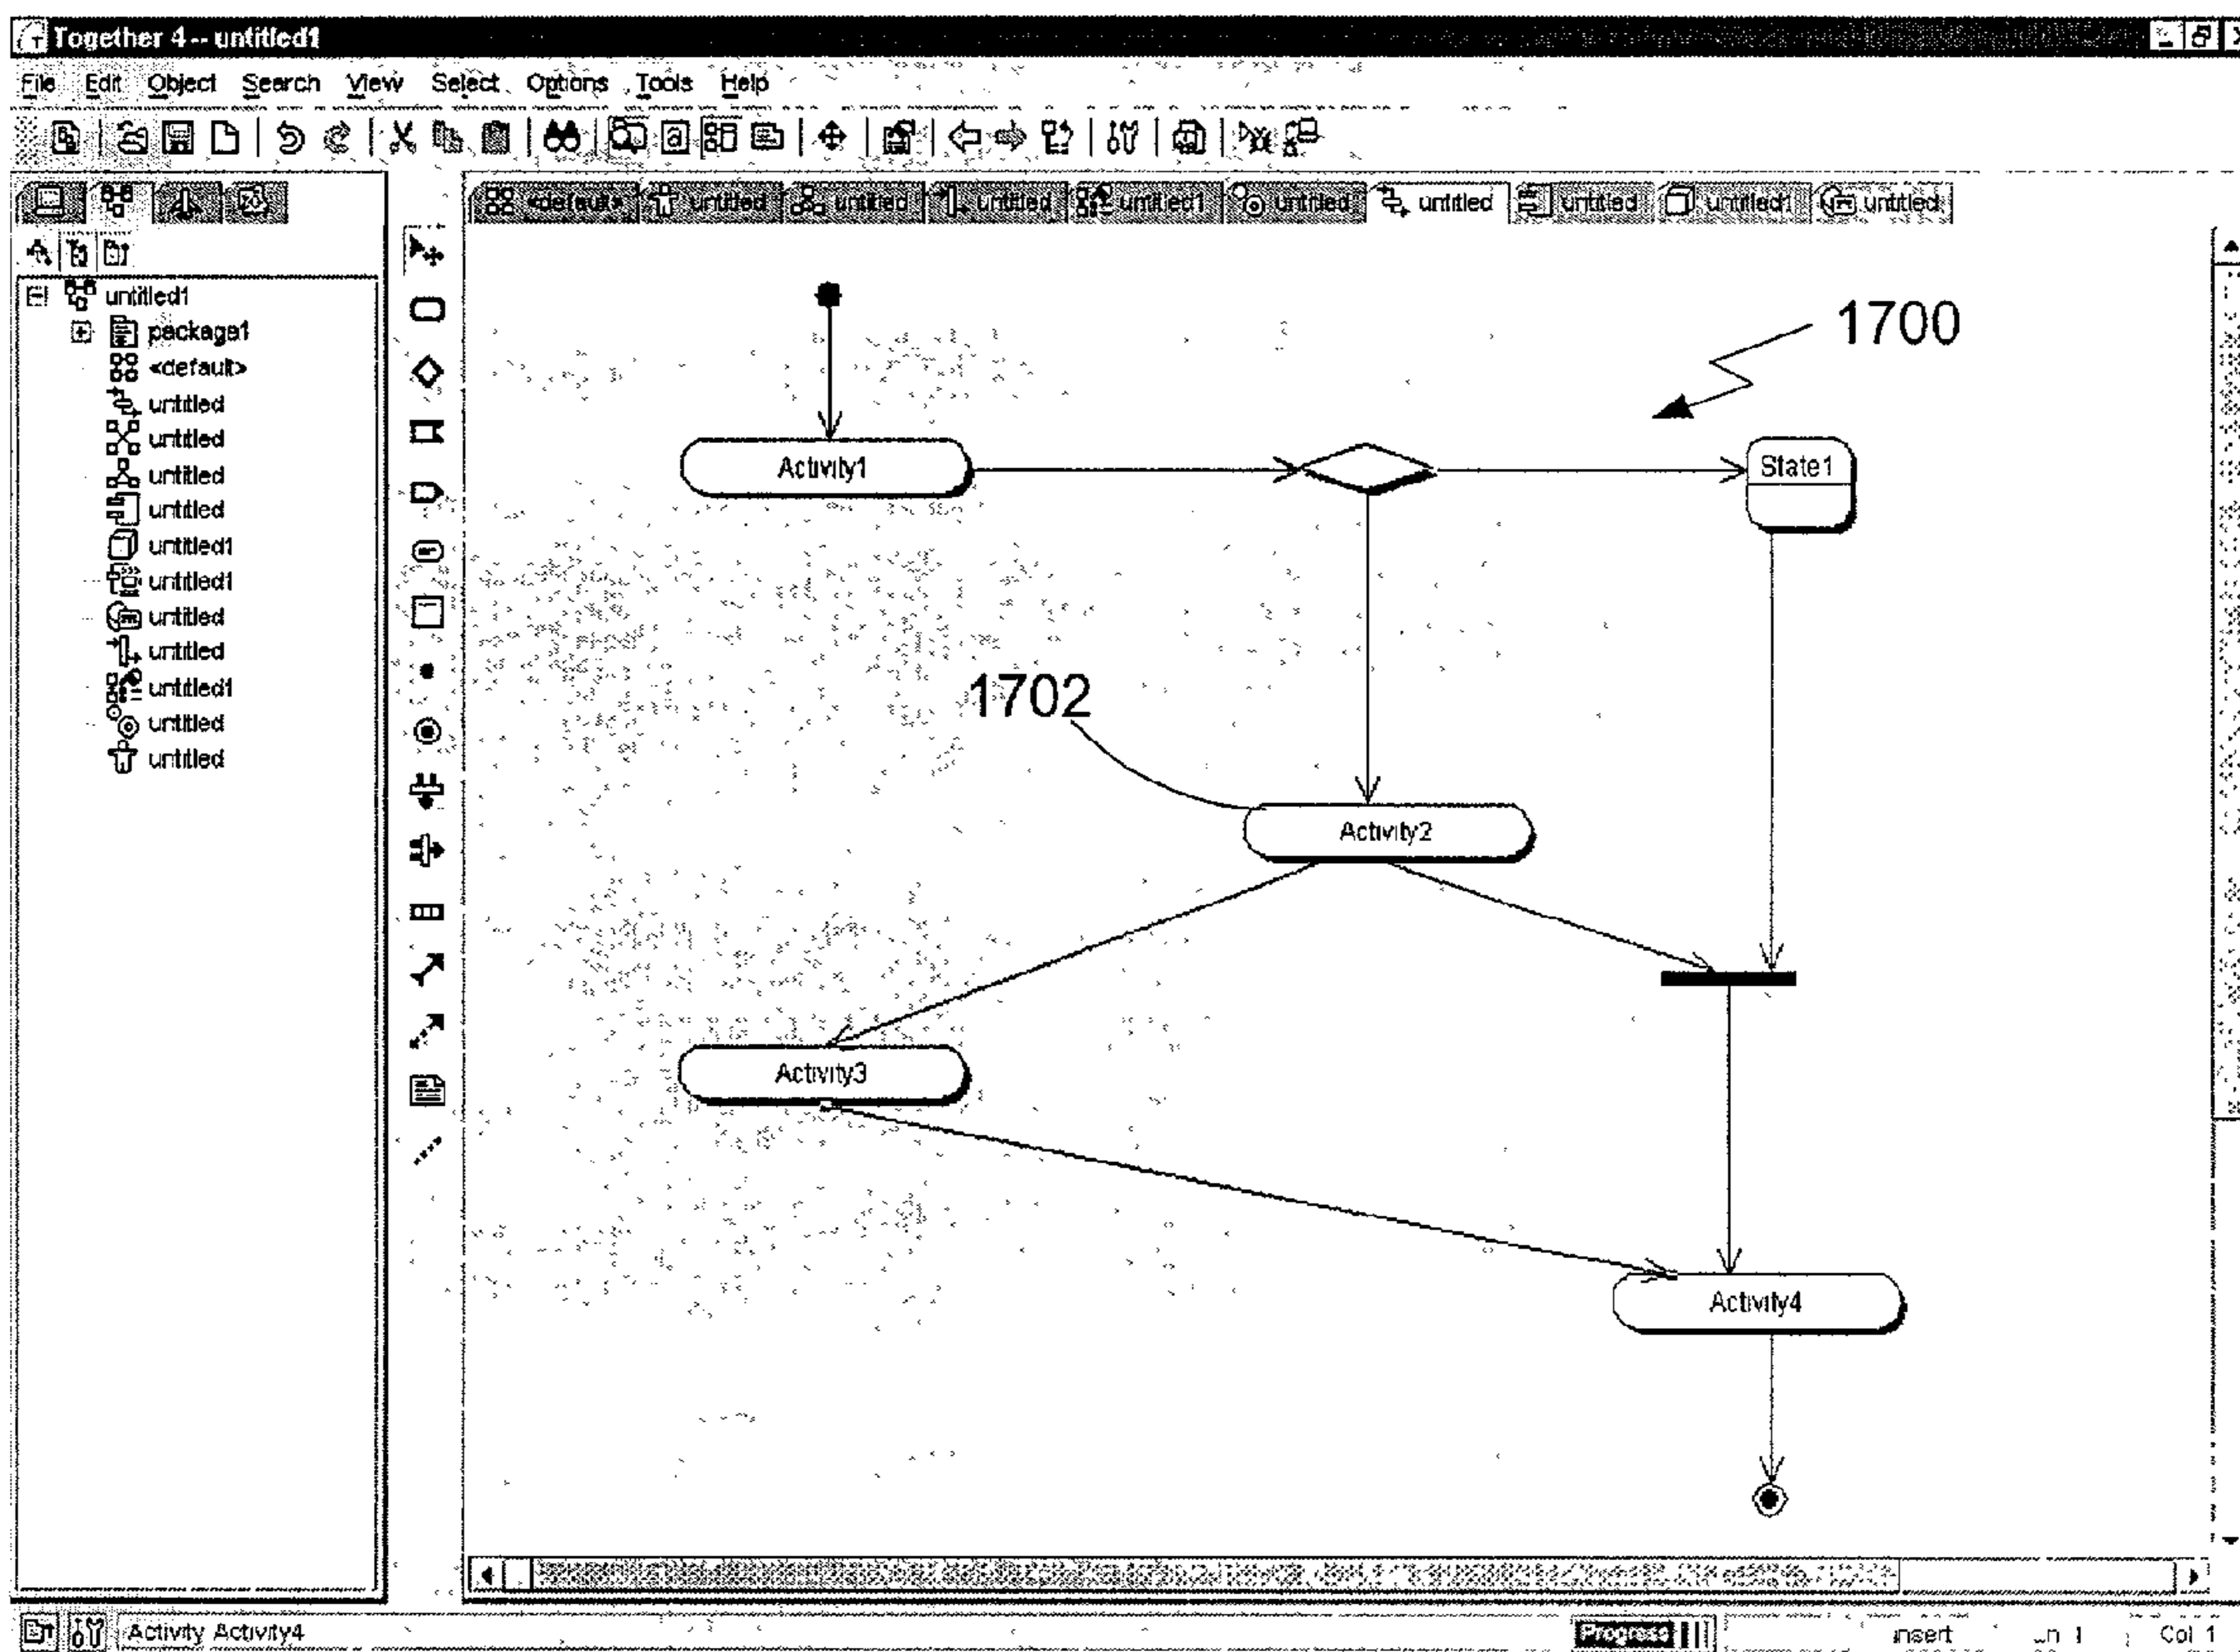 Together 4 -- untitled1
File Edit Object Search View Select Options Tools Help
<default> untitled untitled untitled untitled1 untitled untitled untitled untitled1 untitled
untitled1
package1
<default>
untitled
untitled
untitled
untitled
untitled1
untitled1
untitled
untitled
untitled1
untitled
untitled
1700
Activity1
State1
1702
Activity2
Activity3
Activity4
Activity Activity4 Progress insert Col 1